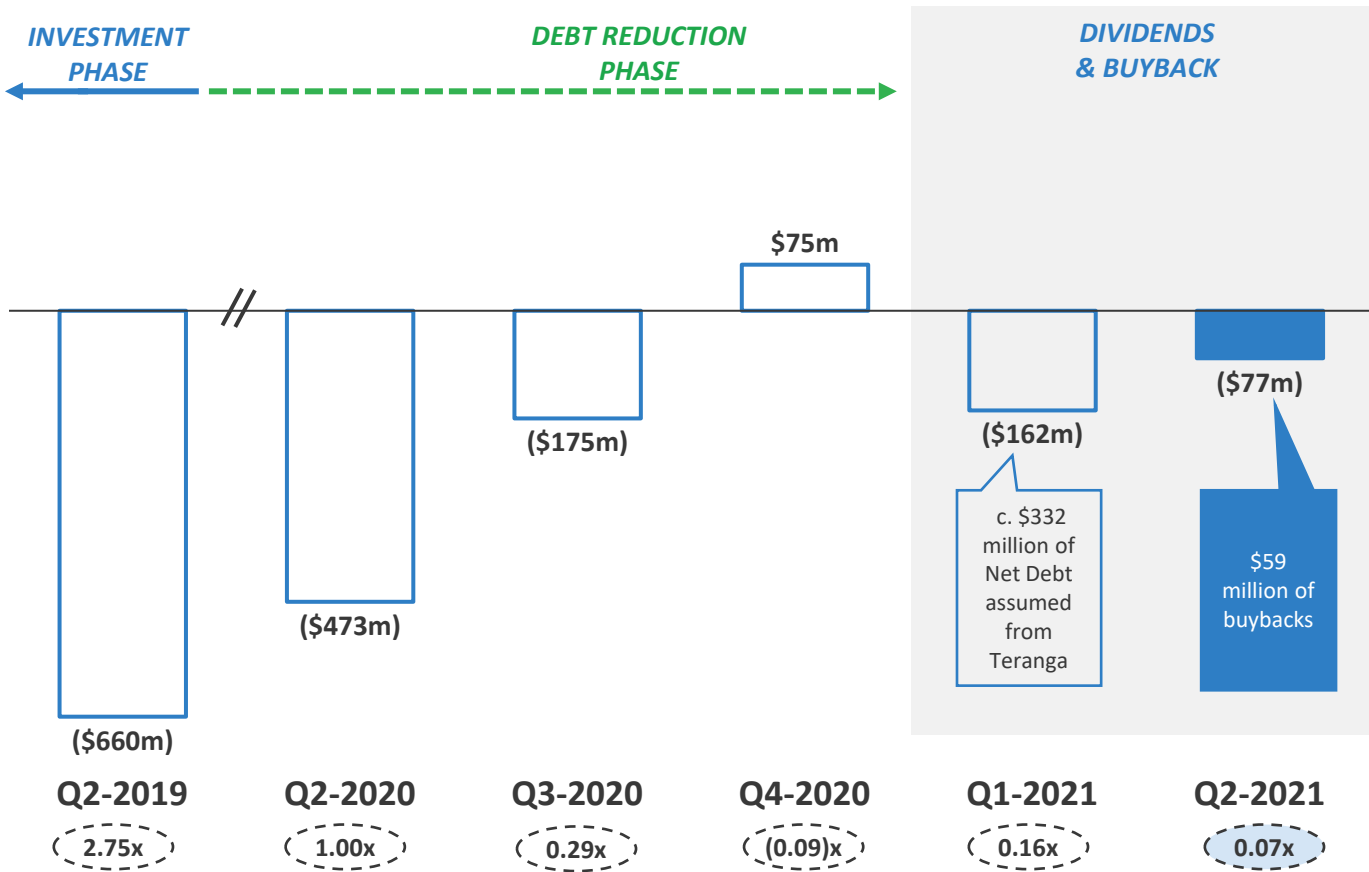 INVESTMENT
PHASE
DEBT REDUCTION
PHASE
DIVIDENDS
& BUYBACK
$75m
($77m)
($162m)
($175m)
c. $332
million of
Net Debt
assumed
from
Teranga
$59
million of
buybacks
($473m)
($660m)
Q2-2019
Q2-2020
Q3-2020
Q4-2020
Q1-2021
Q2-2021
2.75x
1.00x
0.29x
(0.09)x
0.16x
0.07x